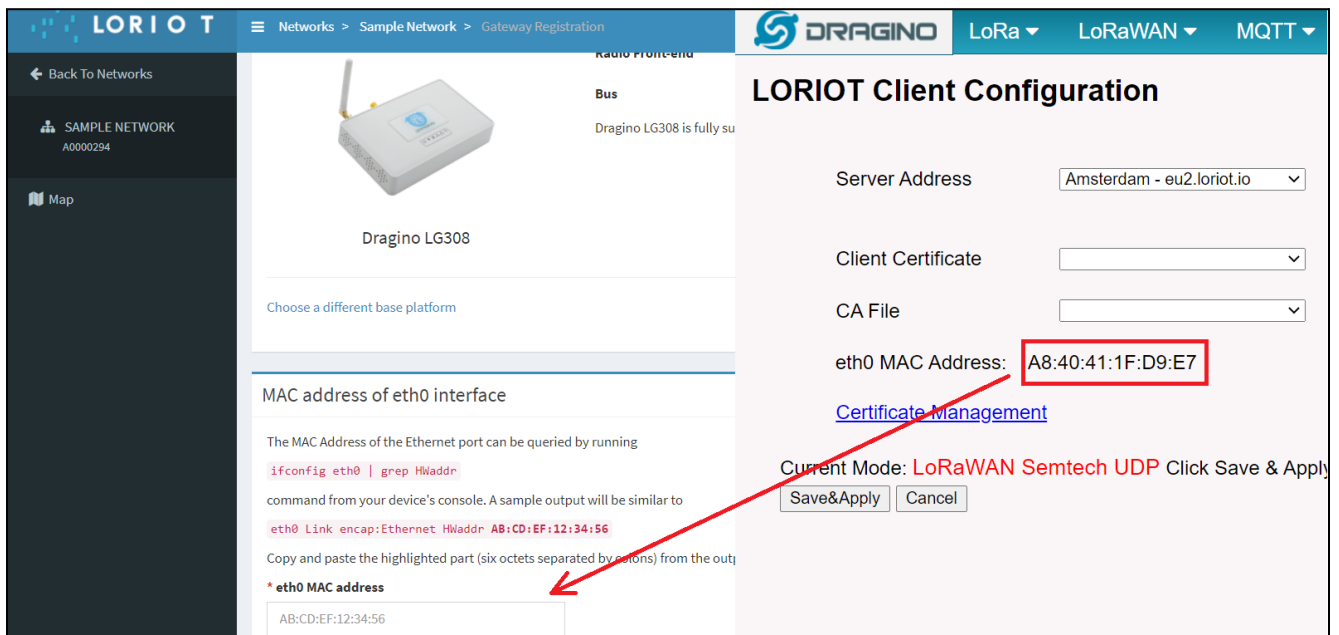 LORIOT
Networks > Sample Network > Gateway Registration
Back To Networks
SAMPLE NETWORK
A0000294
Map
Radio Front-end
Bus
Dragino LG308 is fully su
Dragino LG308
Choose a different base platform
MAC address of eth0 interface
The MAC Address of the Ethernet port can be queried by running
ifconfig eth0 | grep HWaddr
command from your device's console. A sample output will be similar to
eth0 Link encap:Ethernet HWaddr AB:CD:EF:12:34:56
Copy and paste the highlighted part (six octets separated by colons) from the outp
* eth0 MAC address
AB:CD:EF:12:34:56
DRAGINO LoRa LoRaWAN MQTT
LORIOT Client Configuration
Server Address Amsterdam - eu2.loriot.io
Client Certificate
CA File
eth0 MAC Address: A8:40:41:1F:D9:E7
Certificate Management
Current Mode: LoRaWAN Semtech UDP Click Save & Apply
Save&Apply Cancel